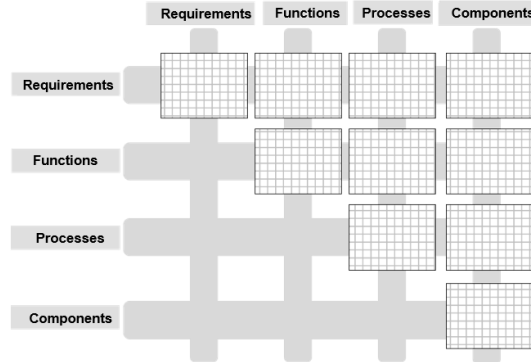 Requirements Functions Processes Components
Requirements
Functions
Processes
Components